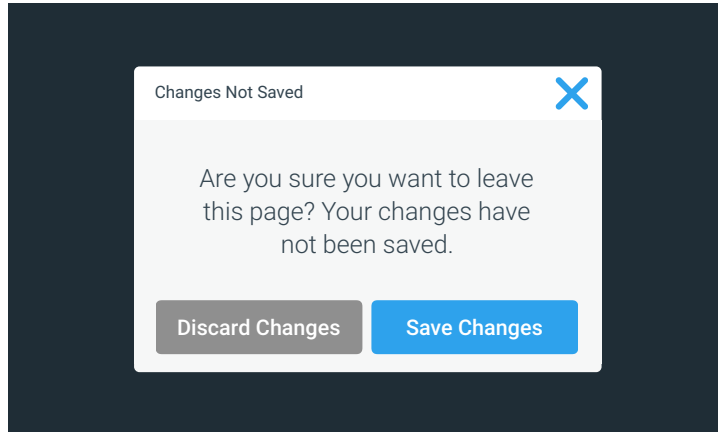 Changes Not Saved
Are you sure you want to leave
this page? Your changes have
not been saved.
Discard Changes
Save Changes